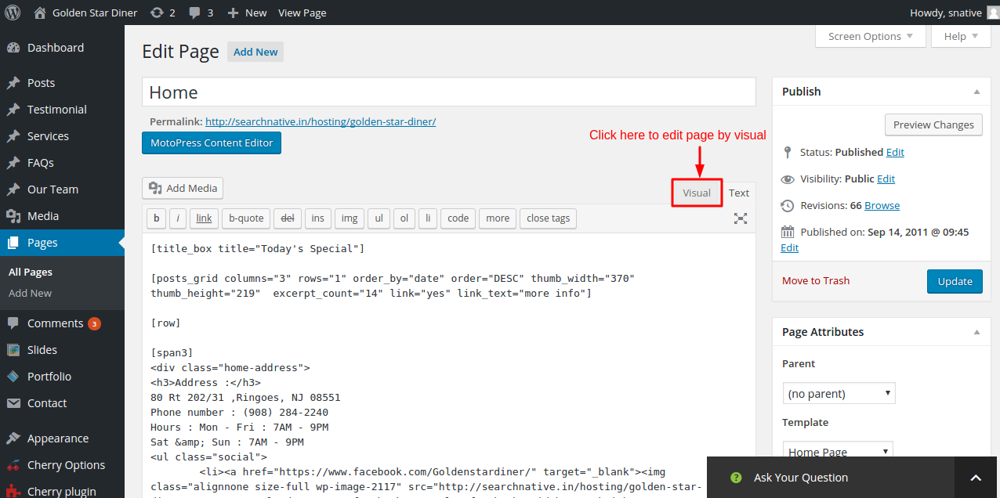 Golden Star Diner 2 3 New View Page Howdy, snative
Screen Options Help
Dashboard
Posts
Testimonial
Services
FAQs
Our Team
Media
Pages
All Pages
Add New
Comments 3
Slides
Portfolio
Contact
Appearance
Cherry Options
Cherry plugin
Edit Page Add New
Home
Permalink: http://searchnative.in/hosting/golden-star-diner/
MotoPress Content Editor
Click here to edit page by visual
Add Media
Visual Text
b i link b-quote del ins img ul ol li code more close tags
[title_box title="Today's Special"]
[posts_grid columns="3" rows="1" order_by="date" order="DESC" thumb_width="370"
thumb_height="219"  excerpt_count="14" link="yes" link_text="more info"]
[row]
[span3]
<div class="home-address">
<h3>Address :</h3>
80 Rt 202/31 ,Ringoes, NJ 08551
Phone number : (908) 284-2240
Hours : Mon - Fri : 7AM - 9PM
Sat &amp; Sun : 7AM - 9PM
<ul class="social">
<li><a href="https://www.facebook.com/Goldenstardiner/" target="_blank"><img
class="alignnone size-full wp-image-2117" src="http://searchnative.in/hosting/golden-star-
Publish
Preview Changes
Status: Published Edit
Visibility: Public Edit
Revisions: 66 Browse
Published on: Sep 14, 2011 @ 09:45
Edit
Move to Trash Update
Page Attributes
Parent
(no parent)
Template
Home Page
? Ask Your Question